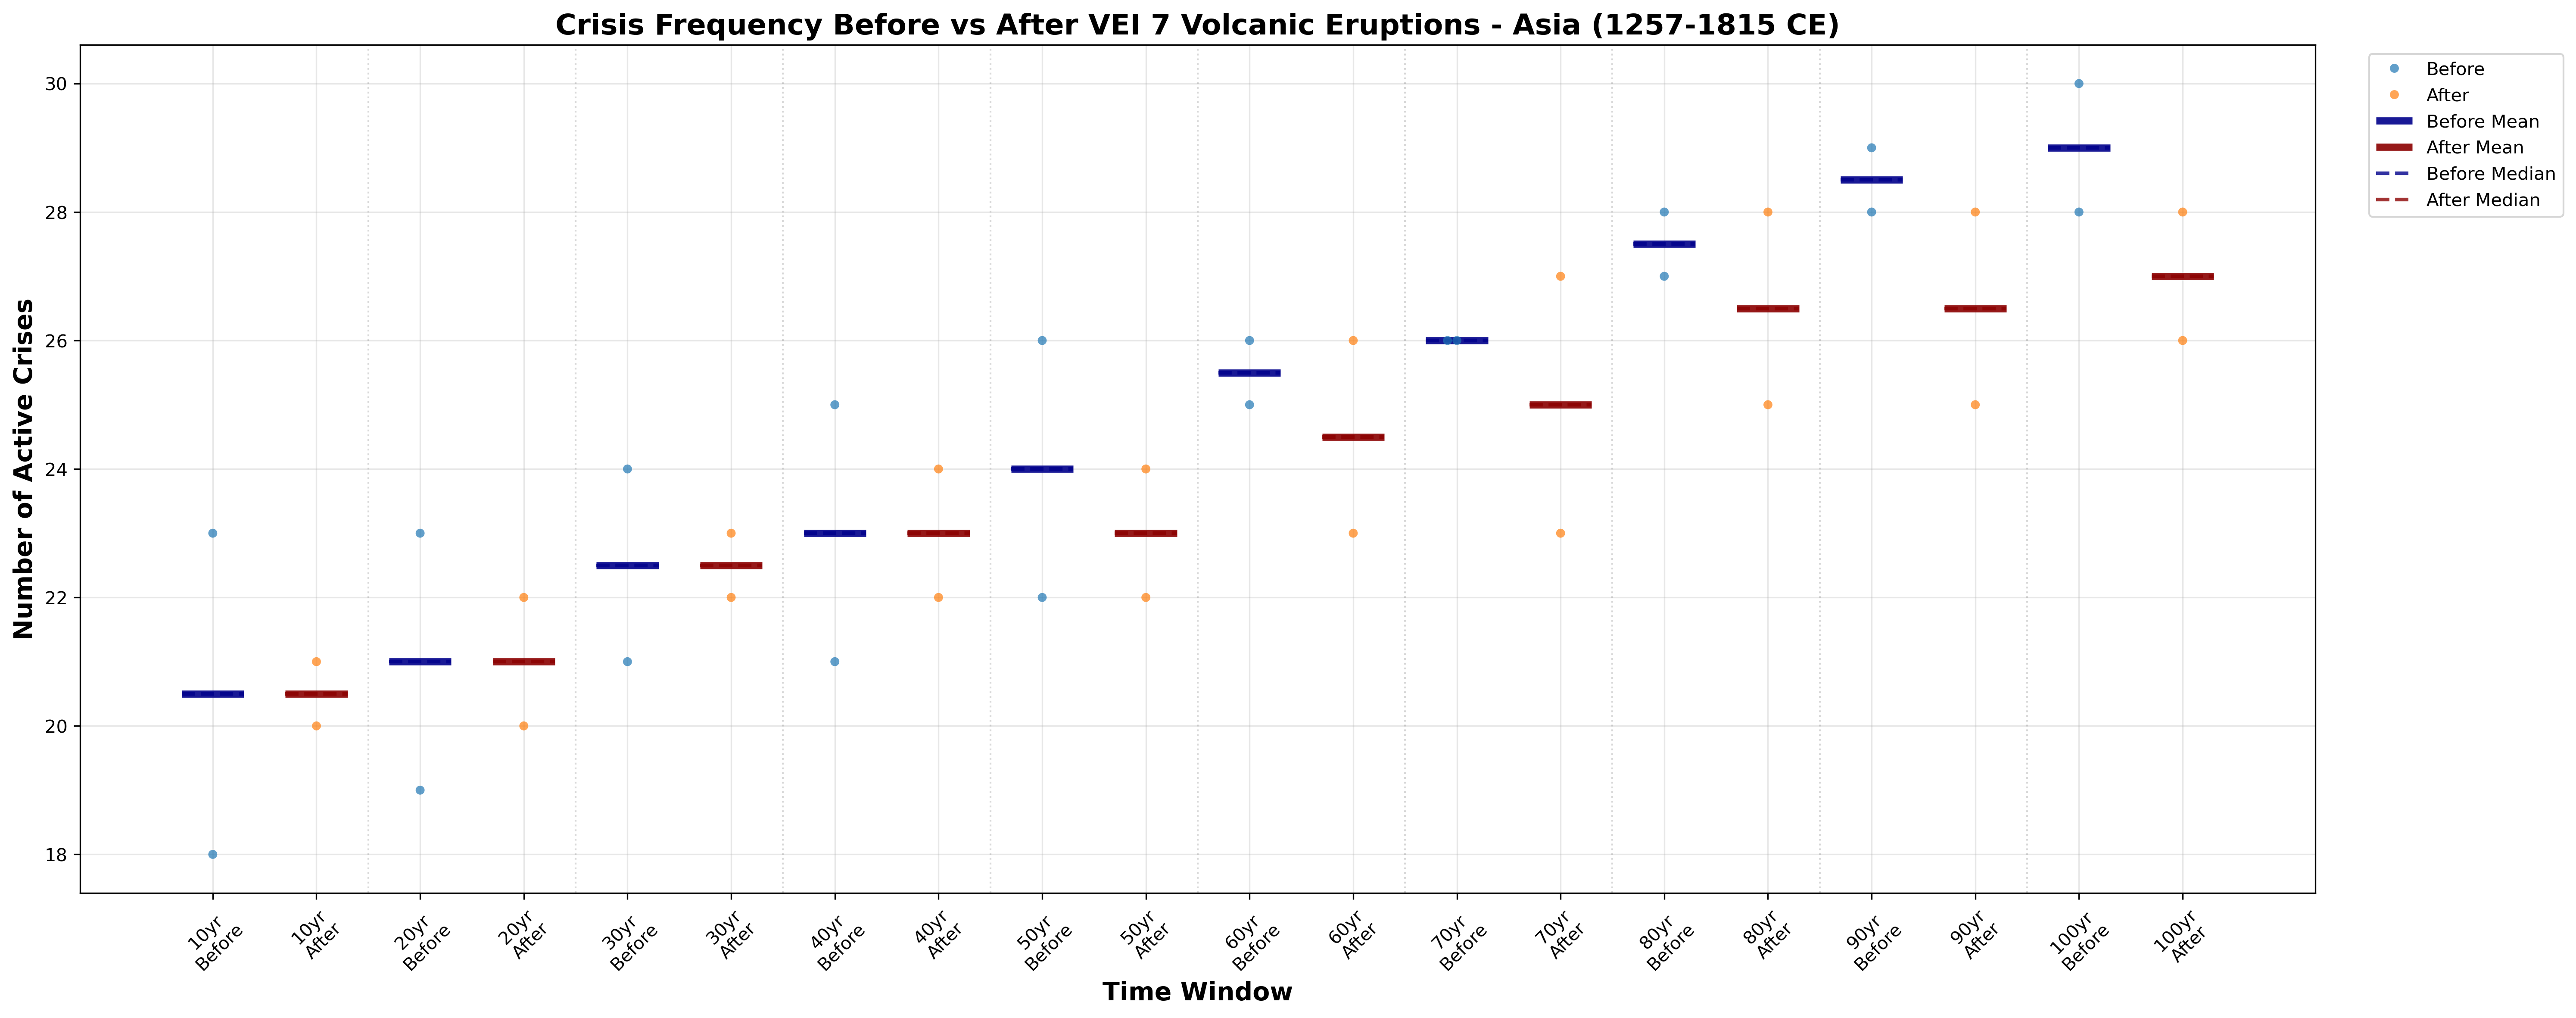 Crisis Frequency Before vs After VEI 7 Volcanic Eruptions - Asia (1257-1815 CE)
Number of Active Crises
30
28
26
24
22
20
18
10yr
Before
10yr
After
20yr
Before
20yr
After
30yr
Before
30yr
After
40yr
Before
40yr
After
50yr
Before
50yr
After
60yr
Before
60yr
After
70yr
Before
70yr
After
80yr
Before
80yr
After
90yr
Before
90yr
After
100yr
Before
100yr
After
Time Window
Before
After
Before Mean
After Mean
Before Median
After Median